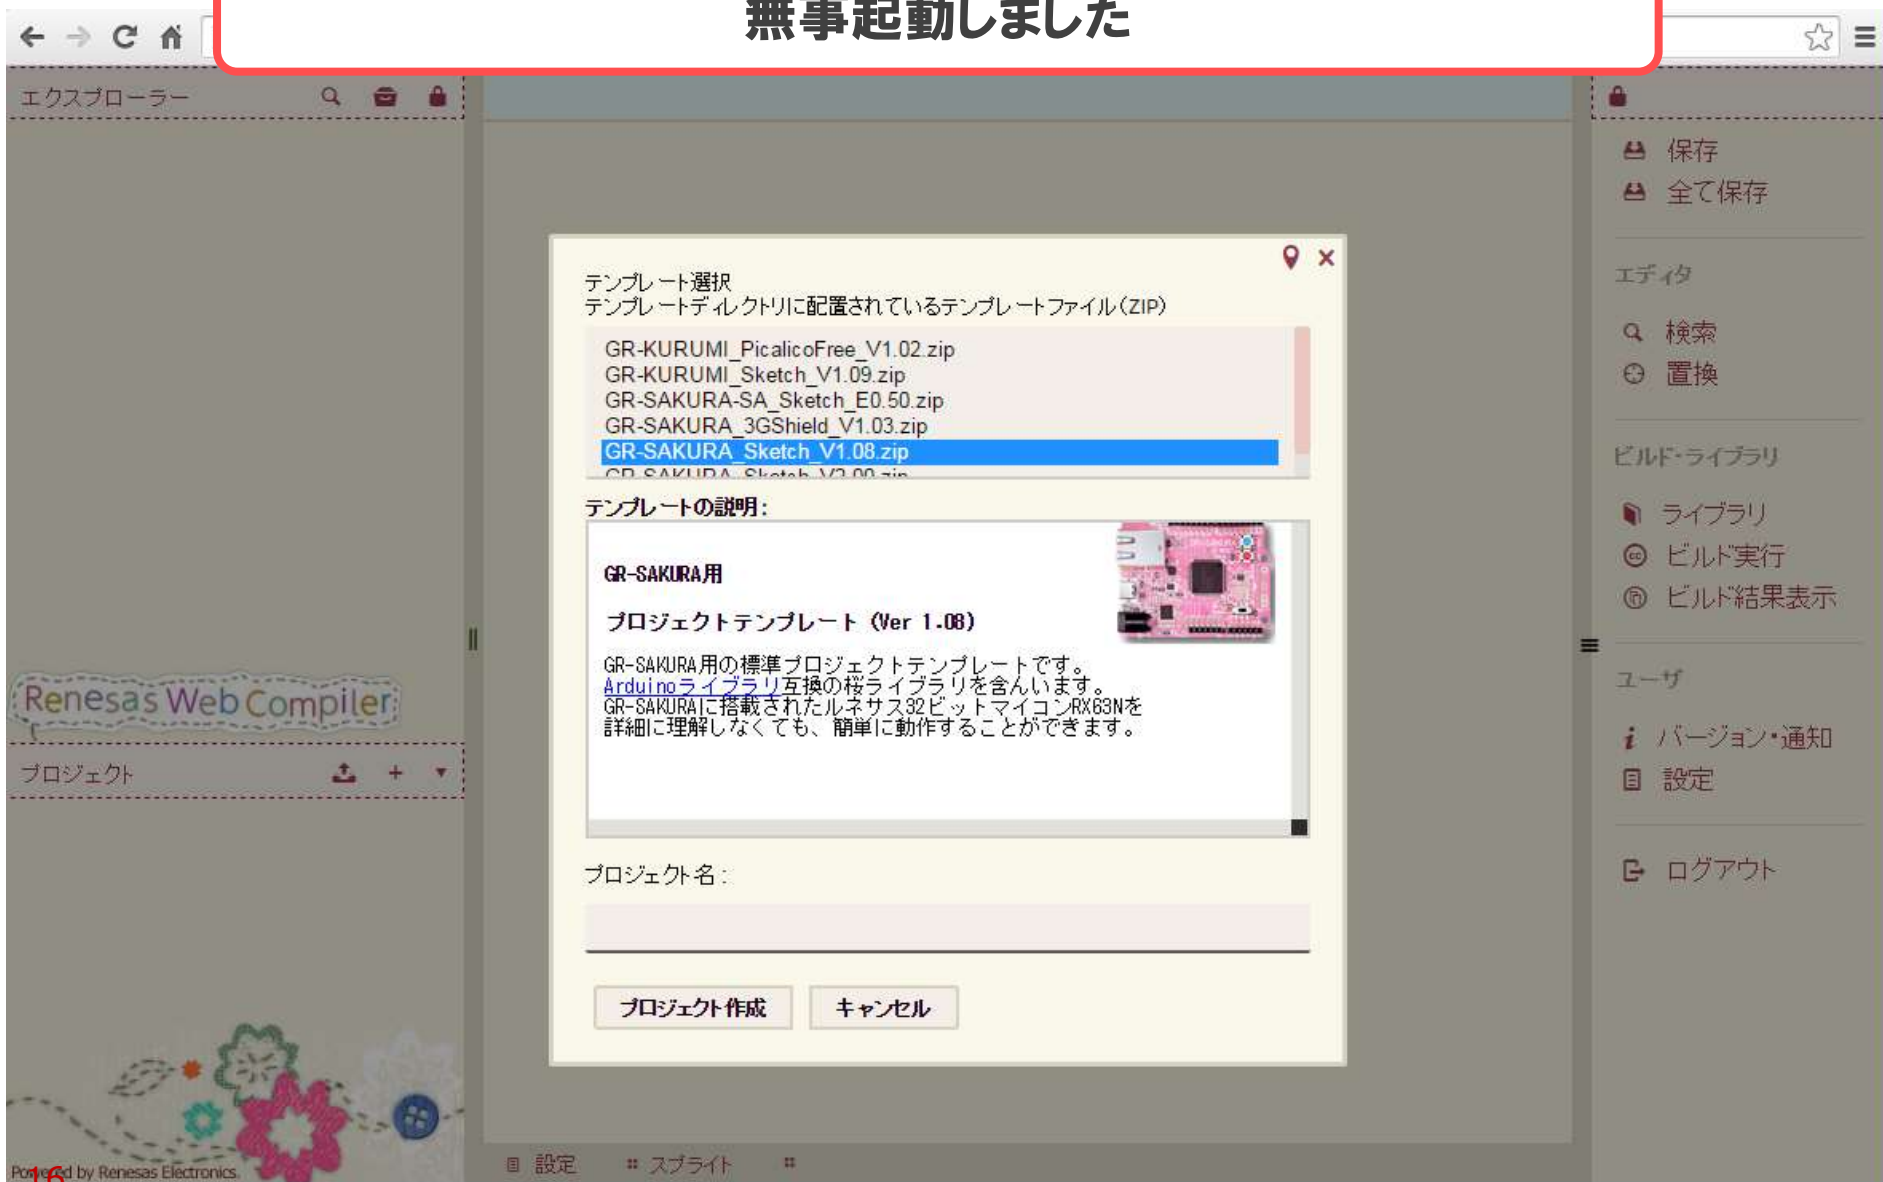 無事起動しました
エクスプローラー
保存
全て保存
エディタ
検索
置換
ビルド・ライブラリ
ライブラリ
ビルド実行
ビルド結果表示
ユーザ
バージョン・通知
設定
ログアウト
テンプレート選択
テンプレートディレクトリに配置されているテンプレートファイル(ZIP)
GR-KURUMI_PicalicoFree_V1.02.zip
GR-KURUMI_Sketch_V1.09.zip
GR-SAKURA-SA_Sketch_E0.50.zip
GR-SAKURA_3GShield_V1.03.zip
GR-SAKURA_Sketch_V1.08.zip
GR-SAKURA_Sketch_V2.00.zip
テンプレートの説明:
GR-SAKURA用
プロジェクトテンプレート (Ver 1.08)
GR-SAKURA用の標準プロジェクトテンプレートです。
Arduinoライブラリ互換の桜ライブラリを含んいます。
GR-SAKURAに搭載されたルネサス32ビットマイコンRX63Nを
詳細に理解しなくても、簡単に動作することができます。
プロジェクト名:
プロジェクト作成
キャンセル
Renesas Web Compiler
プロジェクト
Powered by Renesas Electronics.
16
設定
スプライト